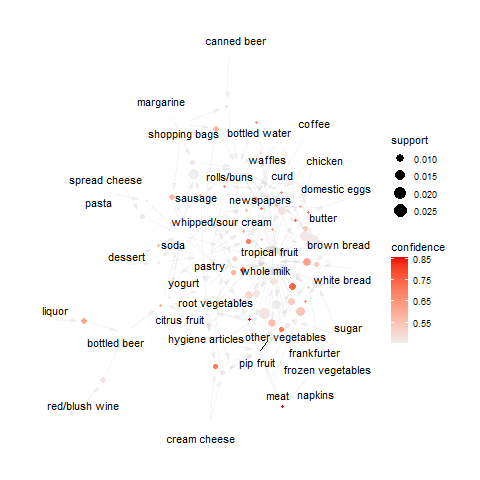 canned beer
margarine
coffee
shopping bags
bottled water
support
waffles
chicken
0.010
rolls/buns
curd
0.015
spread cheese
domestic eggs
0.020
pasta
sausage
newspapers
0.025
whipped/sour cream
butter
soda
brown bread
confidence
dessert
tropical fruit
0.85
pastry
whole milk
0.75
yogurt
white bread
0.65
root vegetables
liquor
citrus fruit
0.55
sugar
bottled beer
hygiene articles
other vegetables
frankfurter
pip fruit
frozen vegetables
meat
napkins
red/blush wine
cream cheese